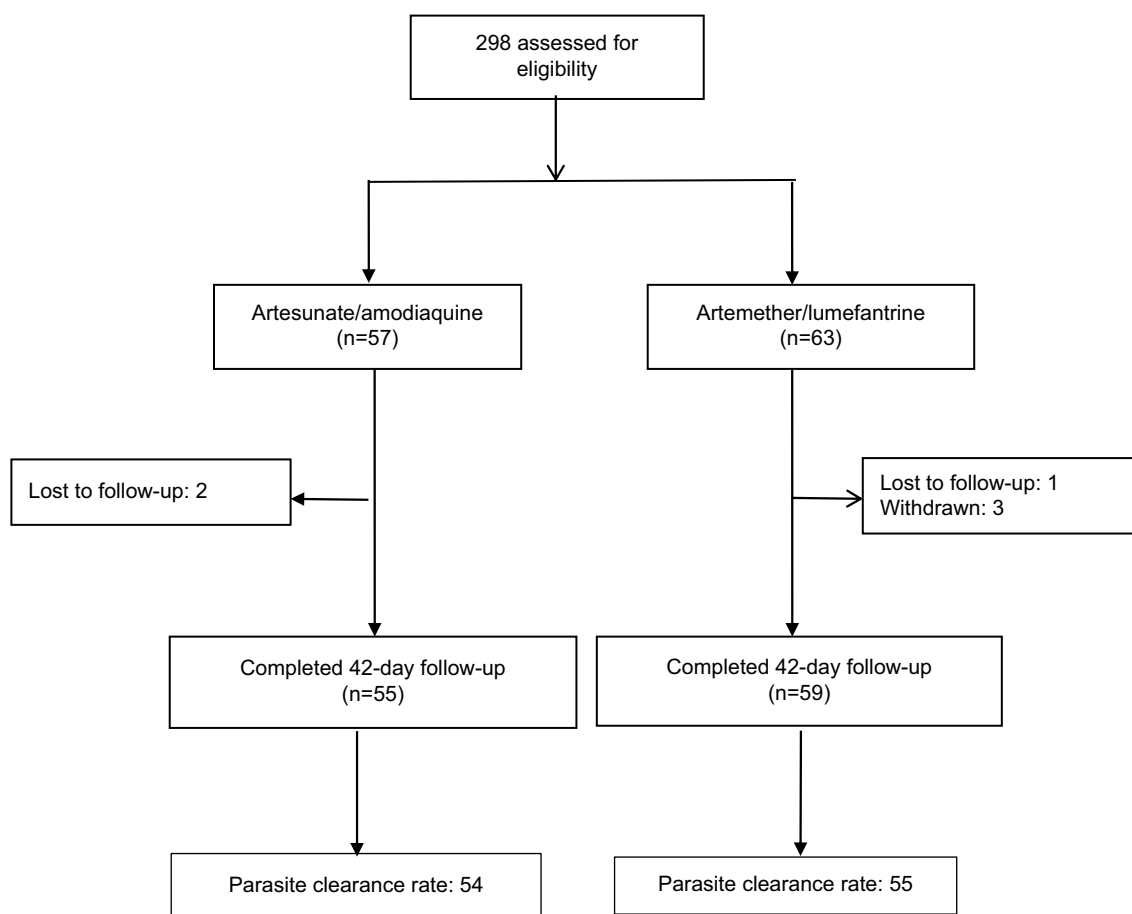 298 assessed for
eligibility
Artesunate/amodiaquine
(n=57)
Artemether/lumefantrine
(n=63)
Lost to follow-up: 2
Lost to follow-up: 1
Withdrawn: 3
Completed 42-day follow-up
(n=55)
Completed 42-day follow-up
(n=59)
Parasite clearance rate: 54
Parasite clearance rate: 55